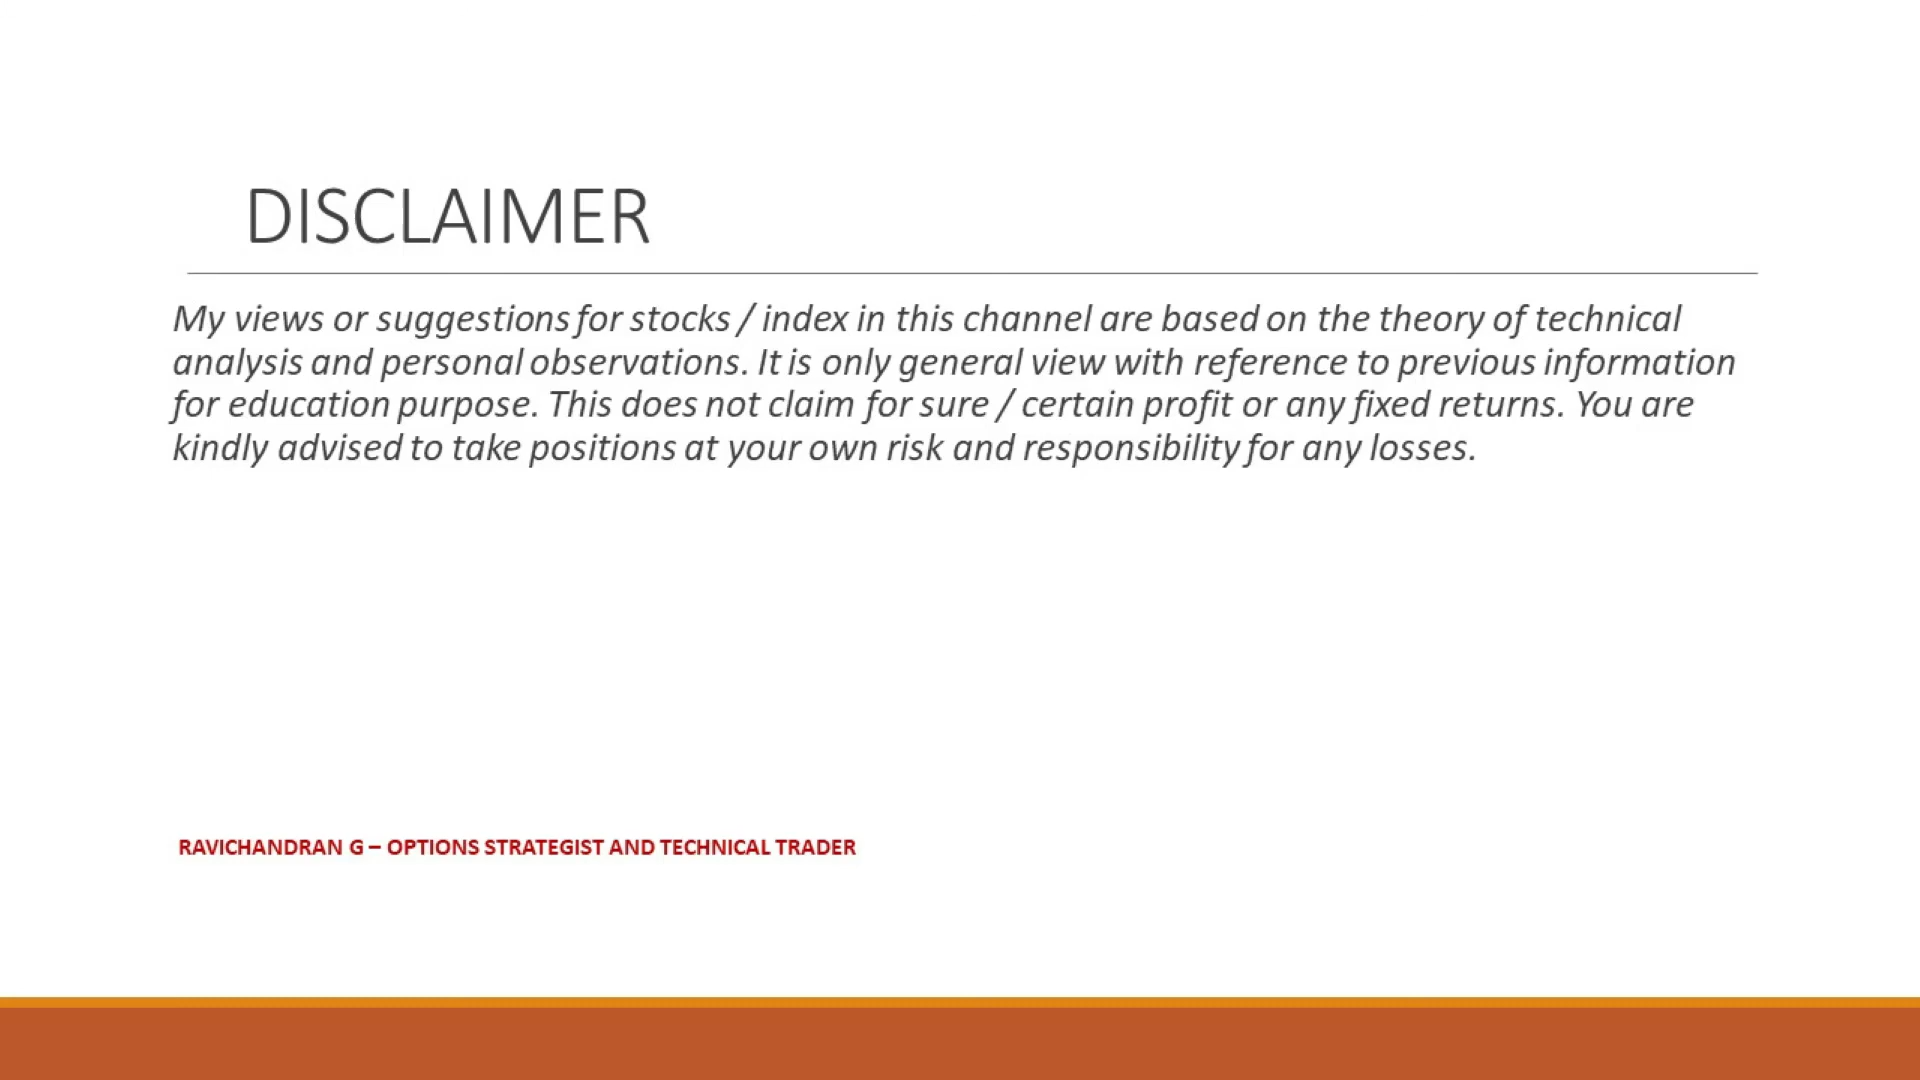 DISCLAIMER
My views or suggestions for stocks / index in this channel are based on the theory of technical
analysis and personal observations. It is only general view with reference to previous information
for education purpose. This does not claim for sure / certain profit or any fixed returns. You are
kindly advised to take positions at your own risk and responsibility for any losses.
RAVICHANDRAN G – OPTIONS STRATEGIST AND TECHNICAL TRADER